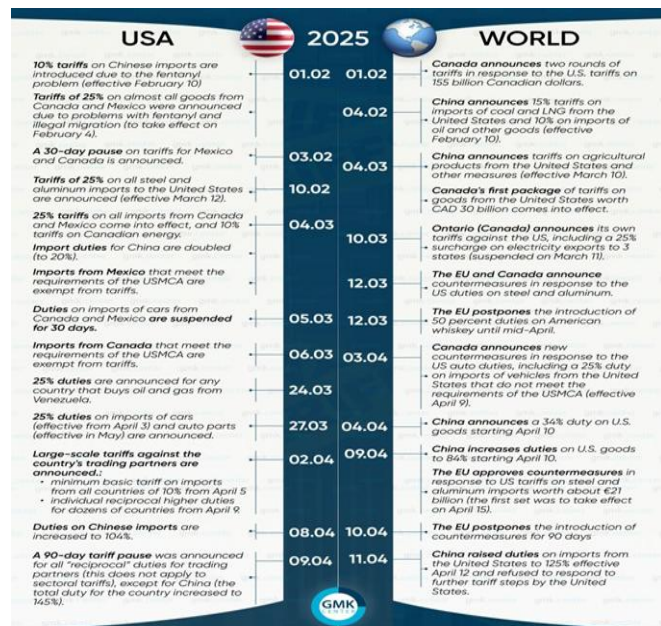 USA
2025
WORLD
10% tariffs on Chinese imports are
introduced due to the fentanyl
problem (effective February 10)
01.02
Tariffs of 25% on almost all goods from
Canada and Mexico were announced
due to problems with fentanyl and
illegal migration (to take effect on
February 4).
A 30-day pause on tariffs for Mexico
and Canada is announced.
03.02
Tariffs of 25% on all steel and
aluminum imports to the United States
are announced (effective March 12).
10.02
25% tariffs on all imports from Canada
and Mexico come into effect, and 10%
tariffs on Canadian energy.
04.03
Import duties for China are doubled
(to 20%).
Imports from Mexico that meet the
requirements of the USMCA are
exempt from tariffs.
Duties on imports of cars from
Canada and Mexico are suspended
for 30 days.
05.03
Imports from Canada that meet the
requirements of the USMCA are
exempt from tariffs.
06.03
25% duties are announced for any
country that buys oil and gas from
Venezuela.
24.03
25% duties on imports of cars
(effective from April 3) and auto parts
(effective in May) are announced.
27.03
Large-scale tariffs against the
country's trading partners are
announced.:
• minimum basic tariff on imports
from all countries of 10% from April 5
• individual reciprocal higher duties
for dozens of countries from April 9.
02.04
Duties on Chinese imports are
increased to 104%.
08.04
A 90-day tariff pause was announced
for all "reciprocal" duties for trading
partners (this does not apply to
sectoral tariffs), except for China (the
total duty for the country increased to
145%).
09.04
01.02
Canada announces two rounds of
tariffs in response to the U.S. tariffs on
155 billion Canadian dollars.
04.02
China announces 15% tariffs on
imports of coal and LNG from the
United States and 10% on imports of
oil and other goods (effective
February 10).
04.03
China announces tariffs on agricultural
products from the United States and
other measures (effective March 10).
Canada's first package of tariffs on
goods from the United States worth
CAD 30 billion comes into effect.
10.03
Ontario (Canada) announces its own
tariffs against the US, including a 25%
surcharge on electricity exports to 3
states (suspended on March 11).
12.03
The EU and Canada announce
countermeasures in response to the
US duties on steel and aluminum.
12.03
The EU postpones the introduction of
50 percent duties on American
whiskey until mid-April.
03.04
Canada announces new
countermeasures in response to the
US auto duties, including a 25% duty
on imports of vehicles from the United
States that do not meet the
requirements of the USMCA (effective
April 9).
04.04
China announces a 34% duty on U.S.
goods starting April 10
09.04
China increases duties on U.S. goods
to 84% starting April 10.
The EU approves countermeasures in
response to US tariffs on steel and
aluminum imports worth about €21
billion (the first set was to take effect
on April 15).
10.04
The EU postpones the introduction of
countermeasures for 90 days
11.04
China raised duties on imports from
the United States to 125% effective
April 12 and refused to respond to
further tariff steps by the United
States.
GMK
CENTER